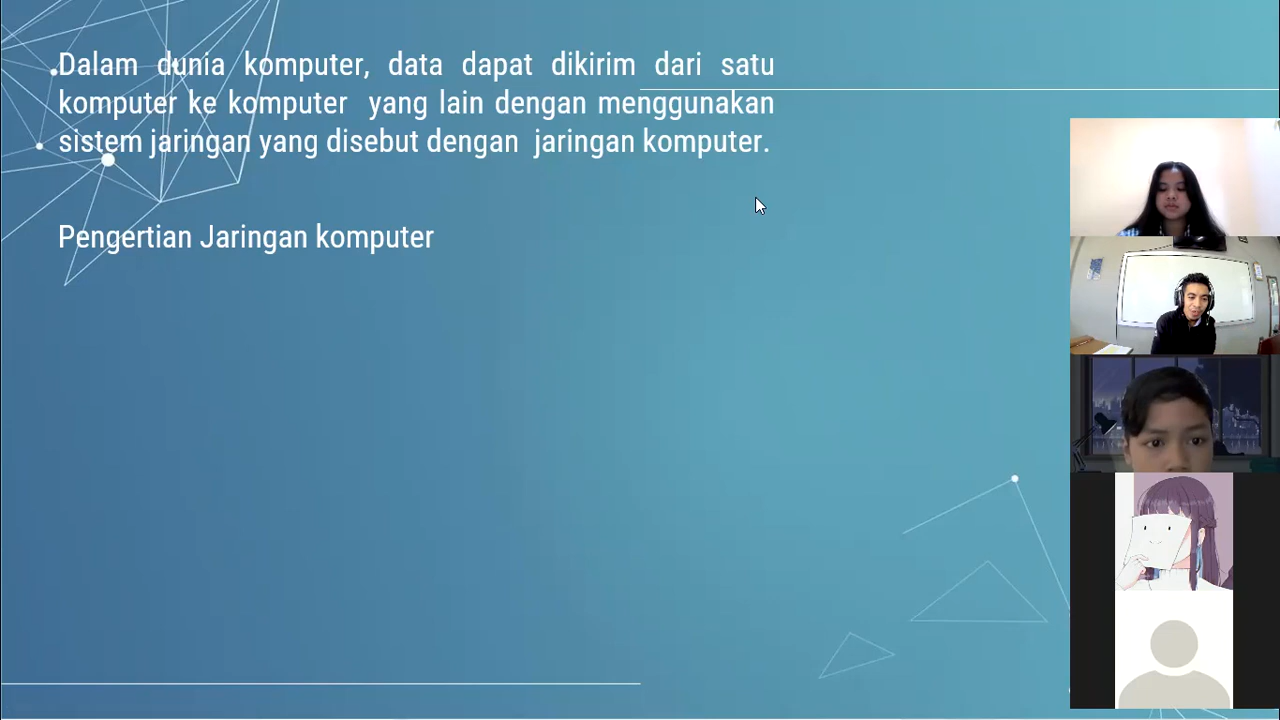 Dalam dunia komputer, data dapat dikirim dari satu
komputer ke komputer yang lain dengan menggunakan
sistem jaringan yang disebut dengan jaringan komputer.
Pengertian Jaringan komputer